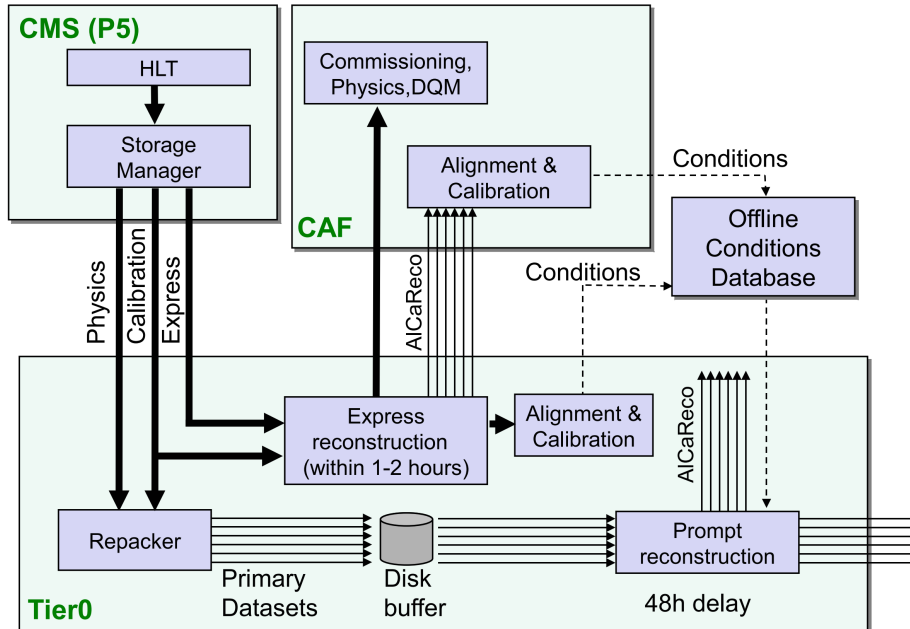 CMS (P5)
HLT
Storage
Manager
Physics
Calibration
Express
Commissioning,
Physics,DQM
Alignment &
Calibration
CAF
AlCaReco
Conditions
Offline
Conditions
Database
Conditions
Express
reconstruction
(within 1-2 hours)
Alignment &
Calibration
AlCaReco
Repacker
Primary
Datasets
Disk
buffer
Prompt
reconstruction
48h delay
Tier0